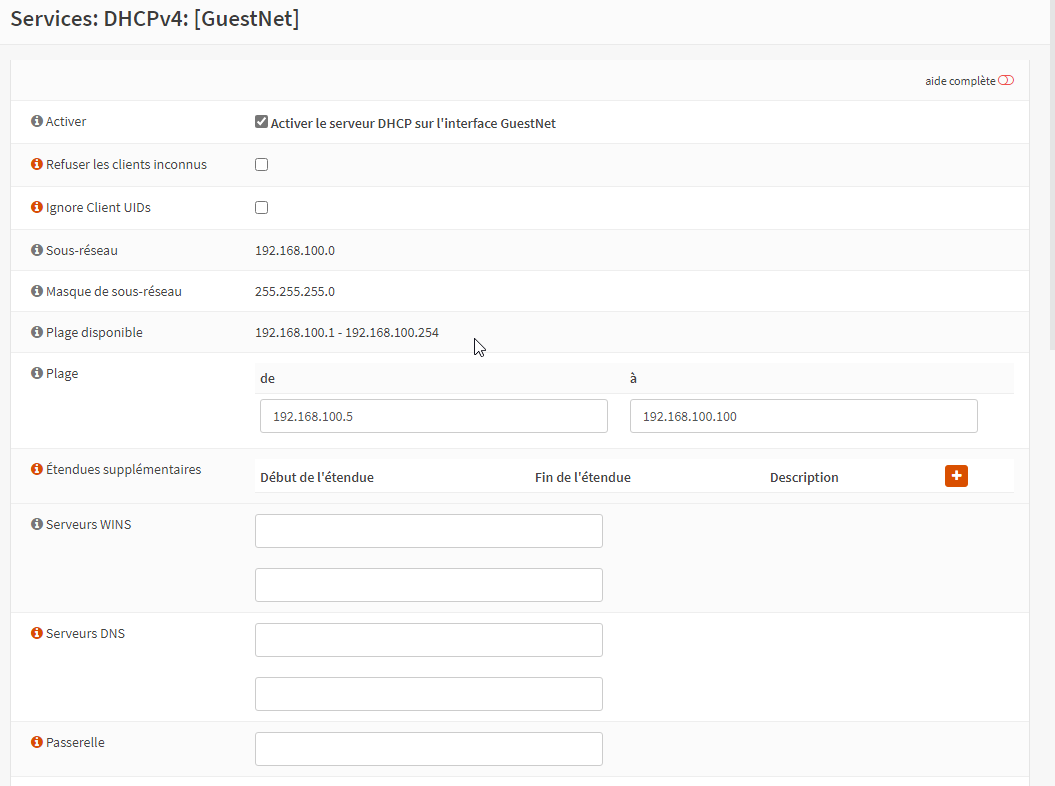 Services: DHCPv4: [GuestNet]
aide complète
Activer
Activer le serveur DHCP sur l'interface GuestNet
Refuser les clients inconnus
Ignore Client UIDs
Sous-réseau
192.168.100.0
Masque de sous-réseau
255.255.255.0
Plage disponible
192.168.100.1 - 192.168.100.254
Plage
de
à
192.168.100.5
192.168.100.100
Étendues supplémentaires
Début de l'étendue
Fin de l'étendue
Description
Serveurs WINS
Serveurs DNS
Passerelle